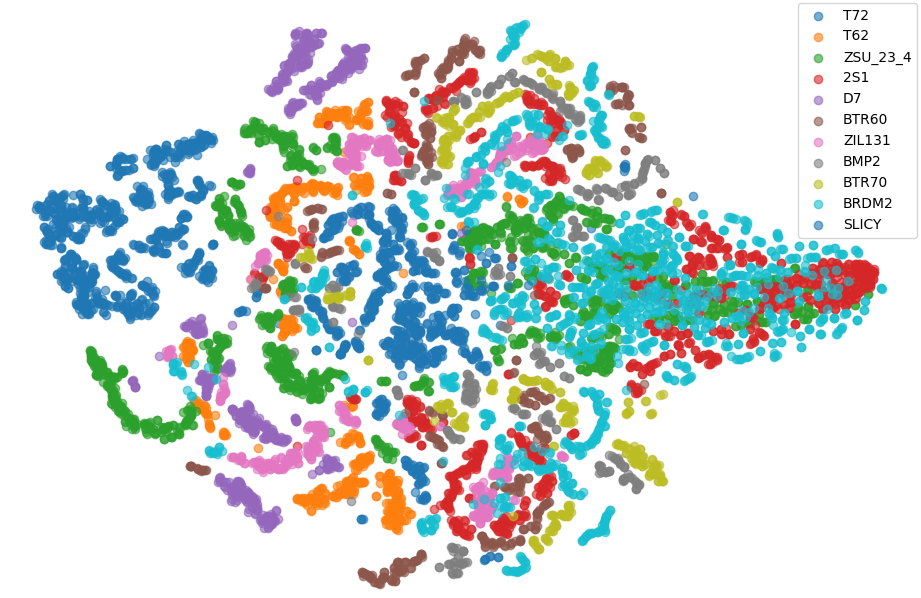 T72
T62
ZSU_23_4
2S1
D7
BTR60
ZIL131
BMP2
BTR70
BRDM2
SLICY